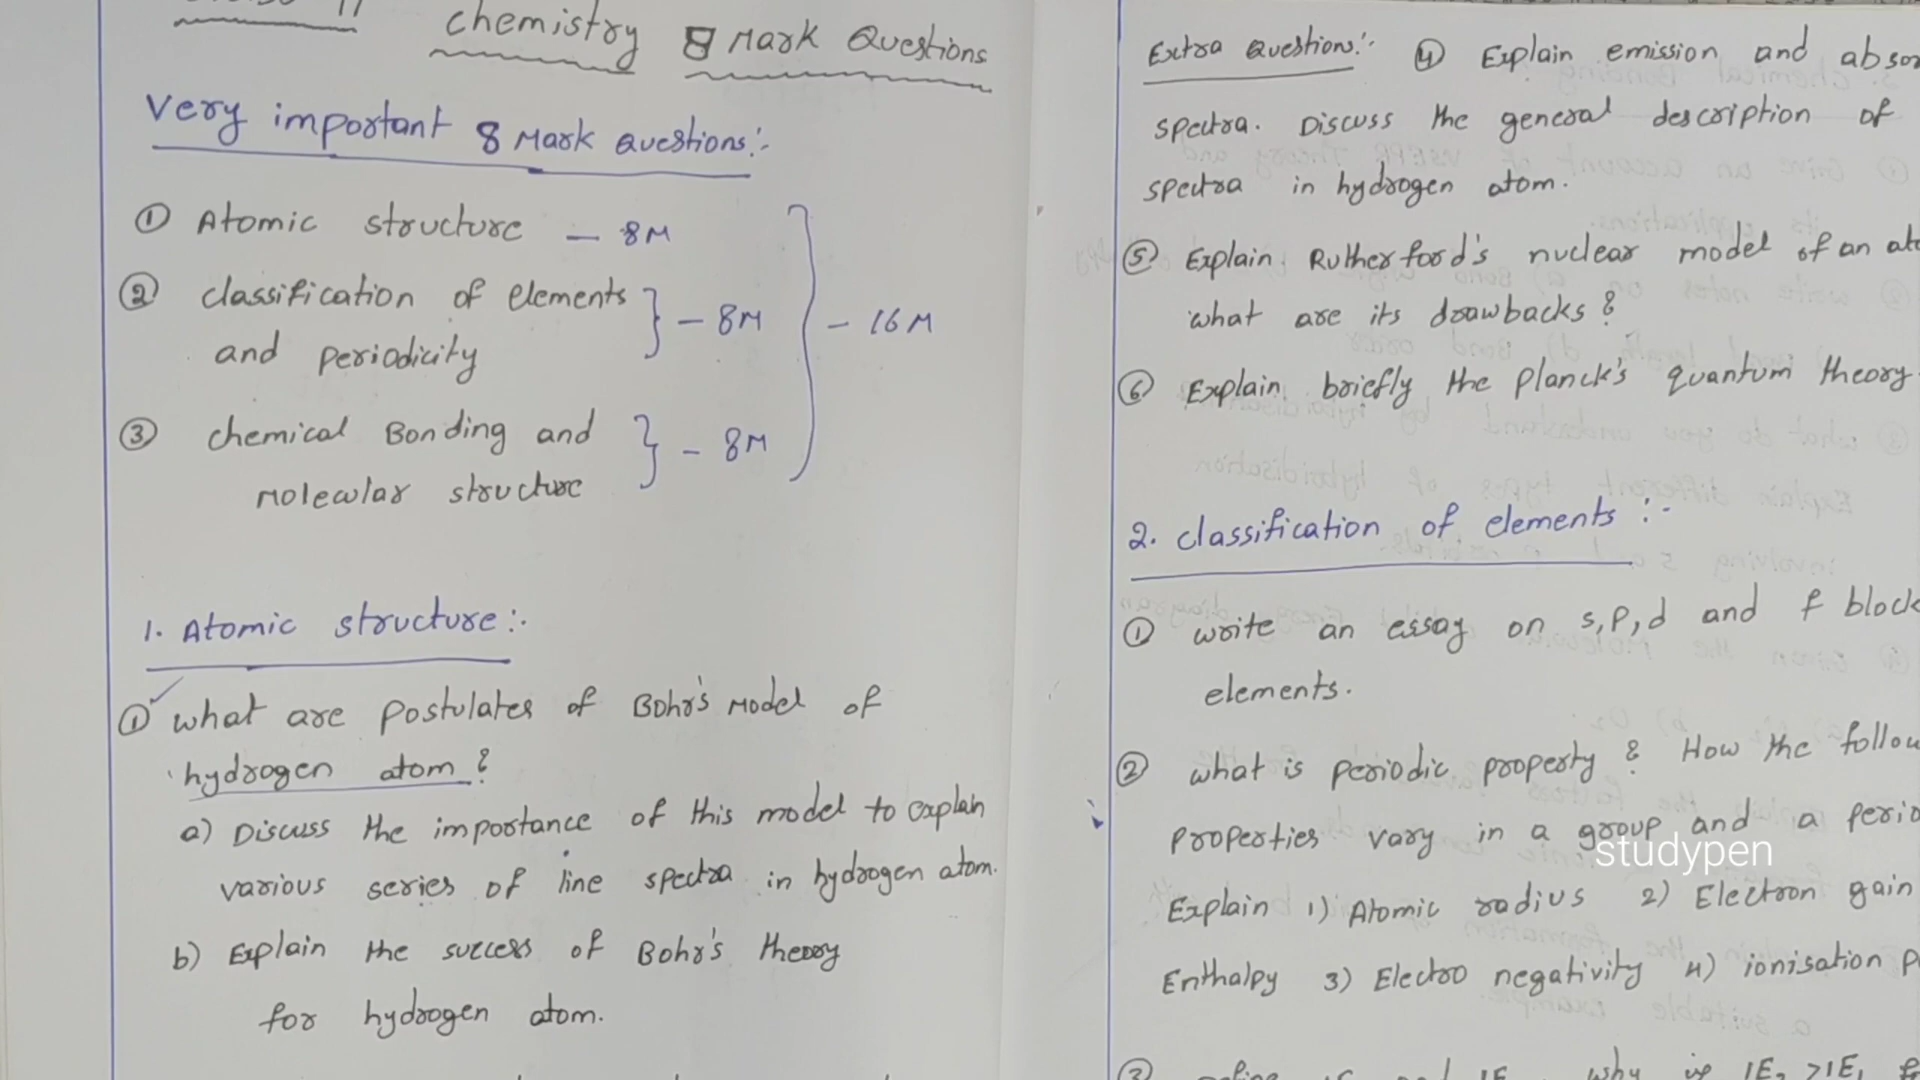 chemistry 8 Mark Questions
Very important 8 Mark Questions:-
① Atomic structure – 8M
② classification of elements
and periodicity } – 8M
③ chemical Bonding and
molecular structure } – 8M
} – 16M
1. Atomic structure:-
① what are postulates of Bohr's Model of
hydrogen atom?
a) Discuss the importance of this model to explain
various series of line spectra in hydrogen atom.
b) Explain the success of Bohr's theory
for hydrogen atom.
Extra Questions:- ④ Explain emission and absor
spectra. Discuss the general description of
spectra in hydrogen atom.
⑤ Explain Rutherford's nuclear model of an ato
what are its drawbacks?
⑥ Explain briefly the Planck's quantum theory.
2. classification of elements :-
① write an essay on s, p, d and f block
elements.
② what is periodic property? How the follow
properties vary in a group and a perio
studypen
Explain 1) Atomic radius 2) Electron gain
Enthalpy 3) Electro negativity 4) ionisation p
why is IE₂ >IE₁